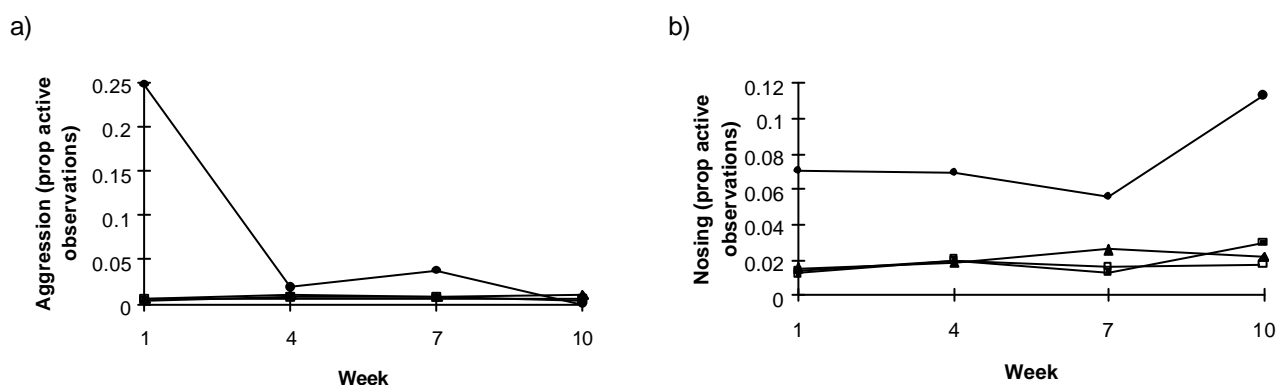 a)
Aggression (prop active
observations)
0.25
0.2
0.15
0.1
0.05
0
1 4 7 10
Week
b)
Nosing (prop active
observations)
0.12
0.1
0.08
0.06
0.04
0.02
0
1 4 7 10
Week